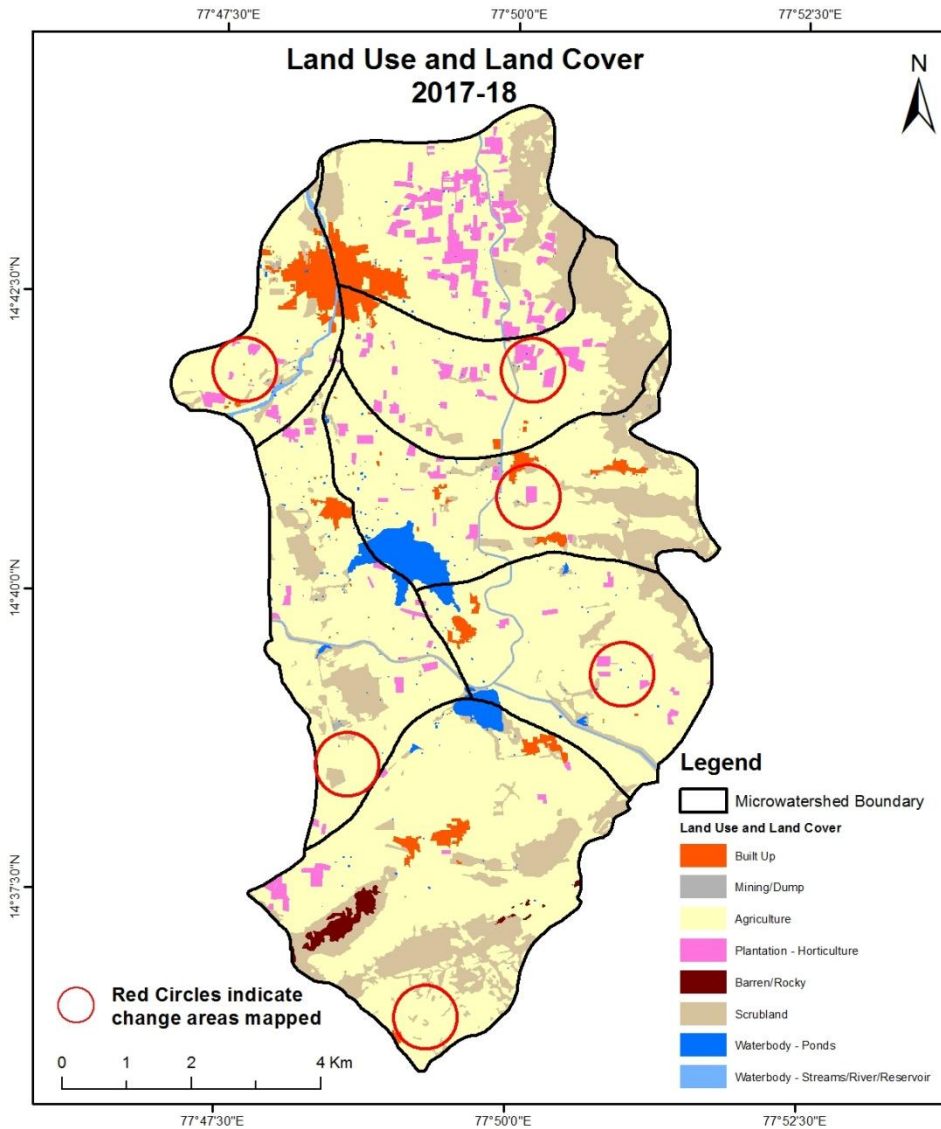 77°47'30"E
77°50'0"E
77°52'30"E
Land Use and Land Cover
2017-18
N
14°42'30"N
14°40'0"N
14°37'30"N
Legend
Microwatershed Boundary
Land Use and Land Cover
Built Up
Mining/Dump
Agriculture
Plantation - Horticulture
Barren/Rocky
Scrubland
Waterbody - Ponds
Waterbody - Streams/River/Reservoir
Red Circles indicate
change areas mapped
0 1 2 4 Km
77°47'30"E
77°50'0"E
77°52'30"E